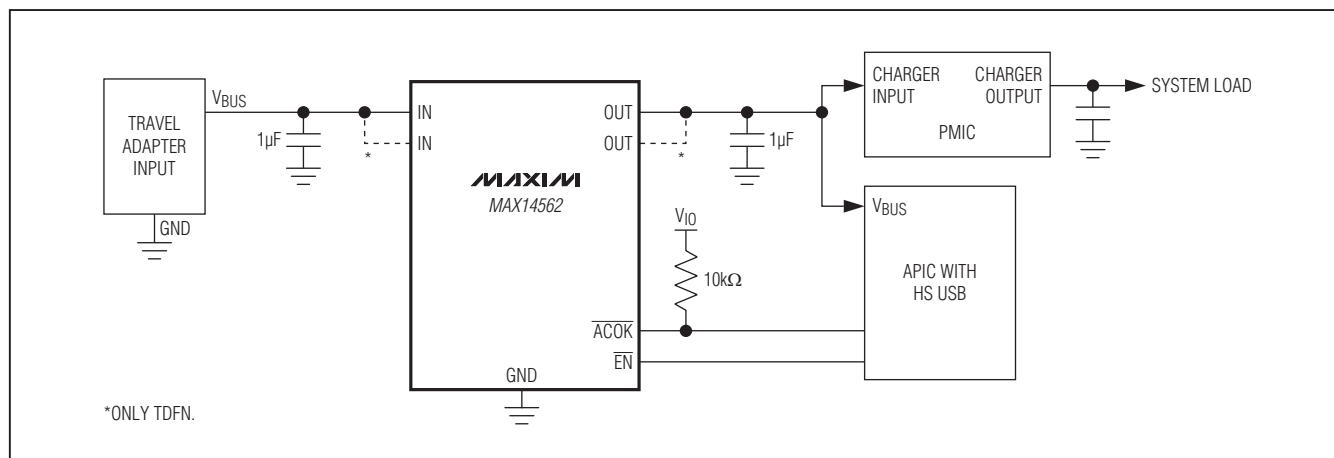 TRAVEL
ADAPTER
INPUT
GND
VBUS
1µF
*
IN
IN
MAXIM
MAX14562
OUT
OUT
*
1µF
VIO
10kΩ
ACOK
EN
GND
CHARGER
INPUT
CHARGER
OUTPUT
PMIC
SYSTEM LOAD
VBUS
APIC WITH
HS USB
*ONLY TDFN.